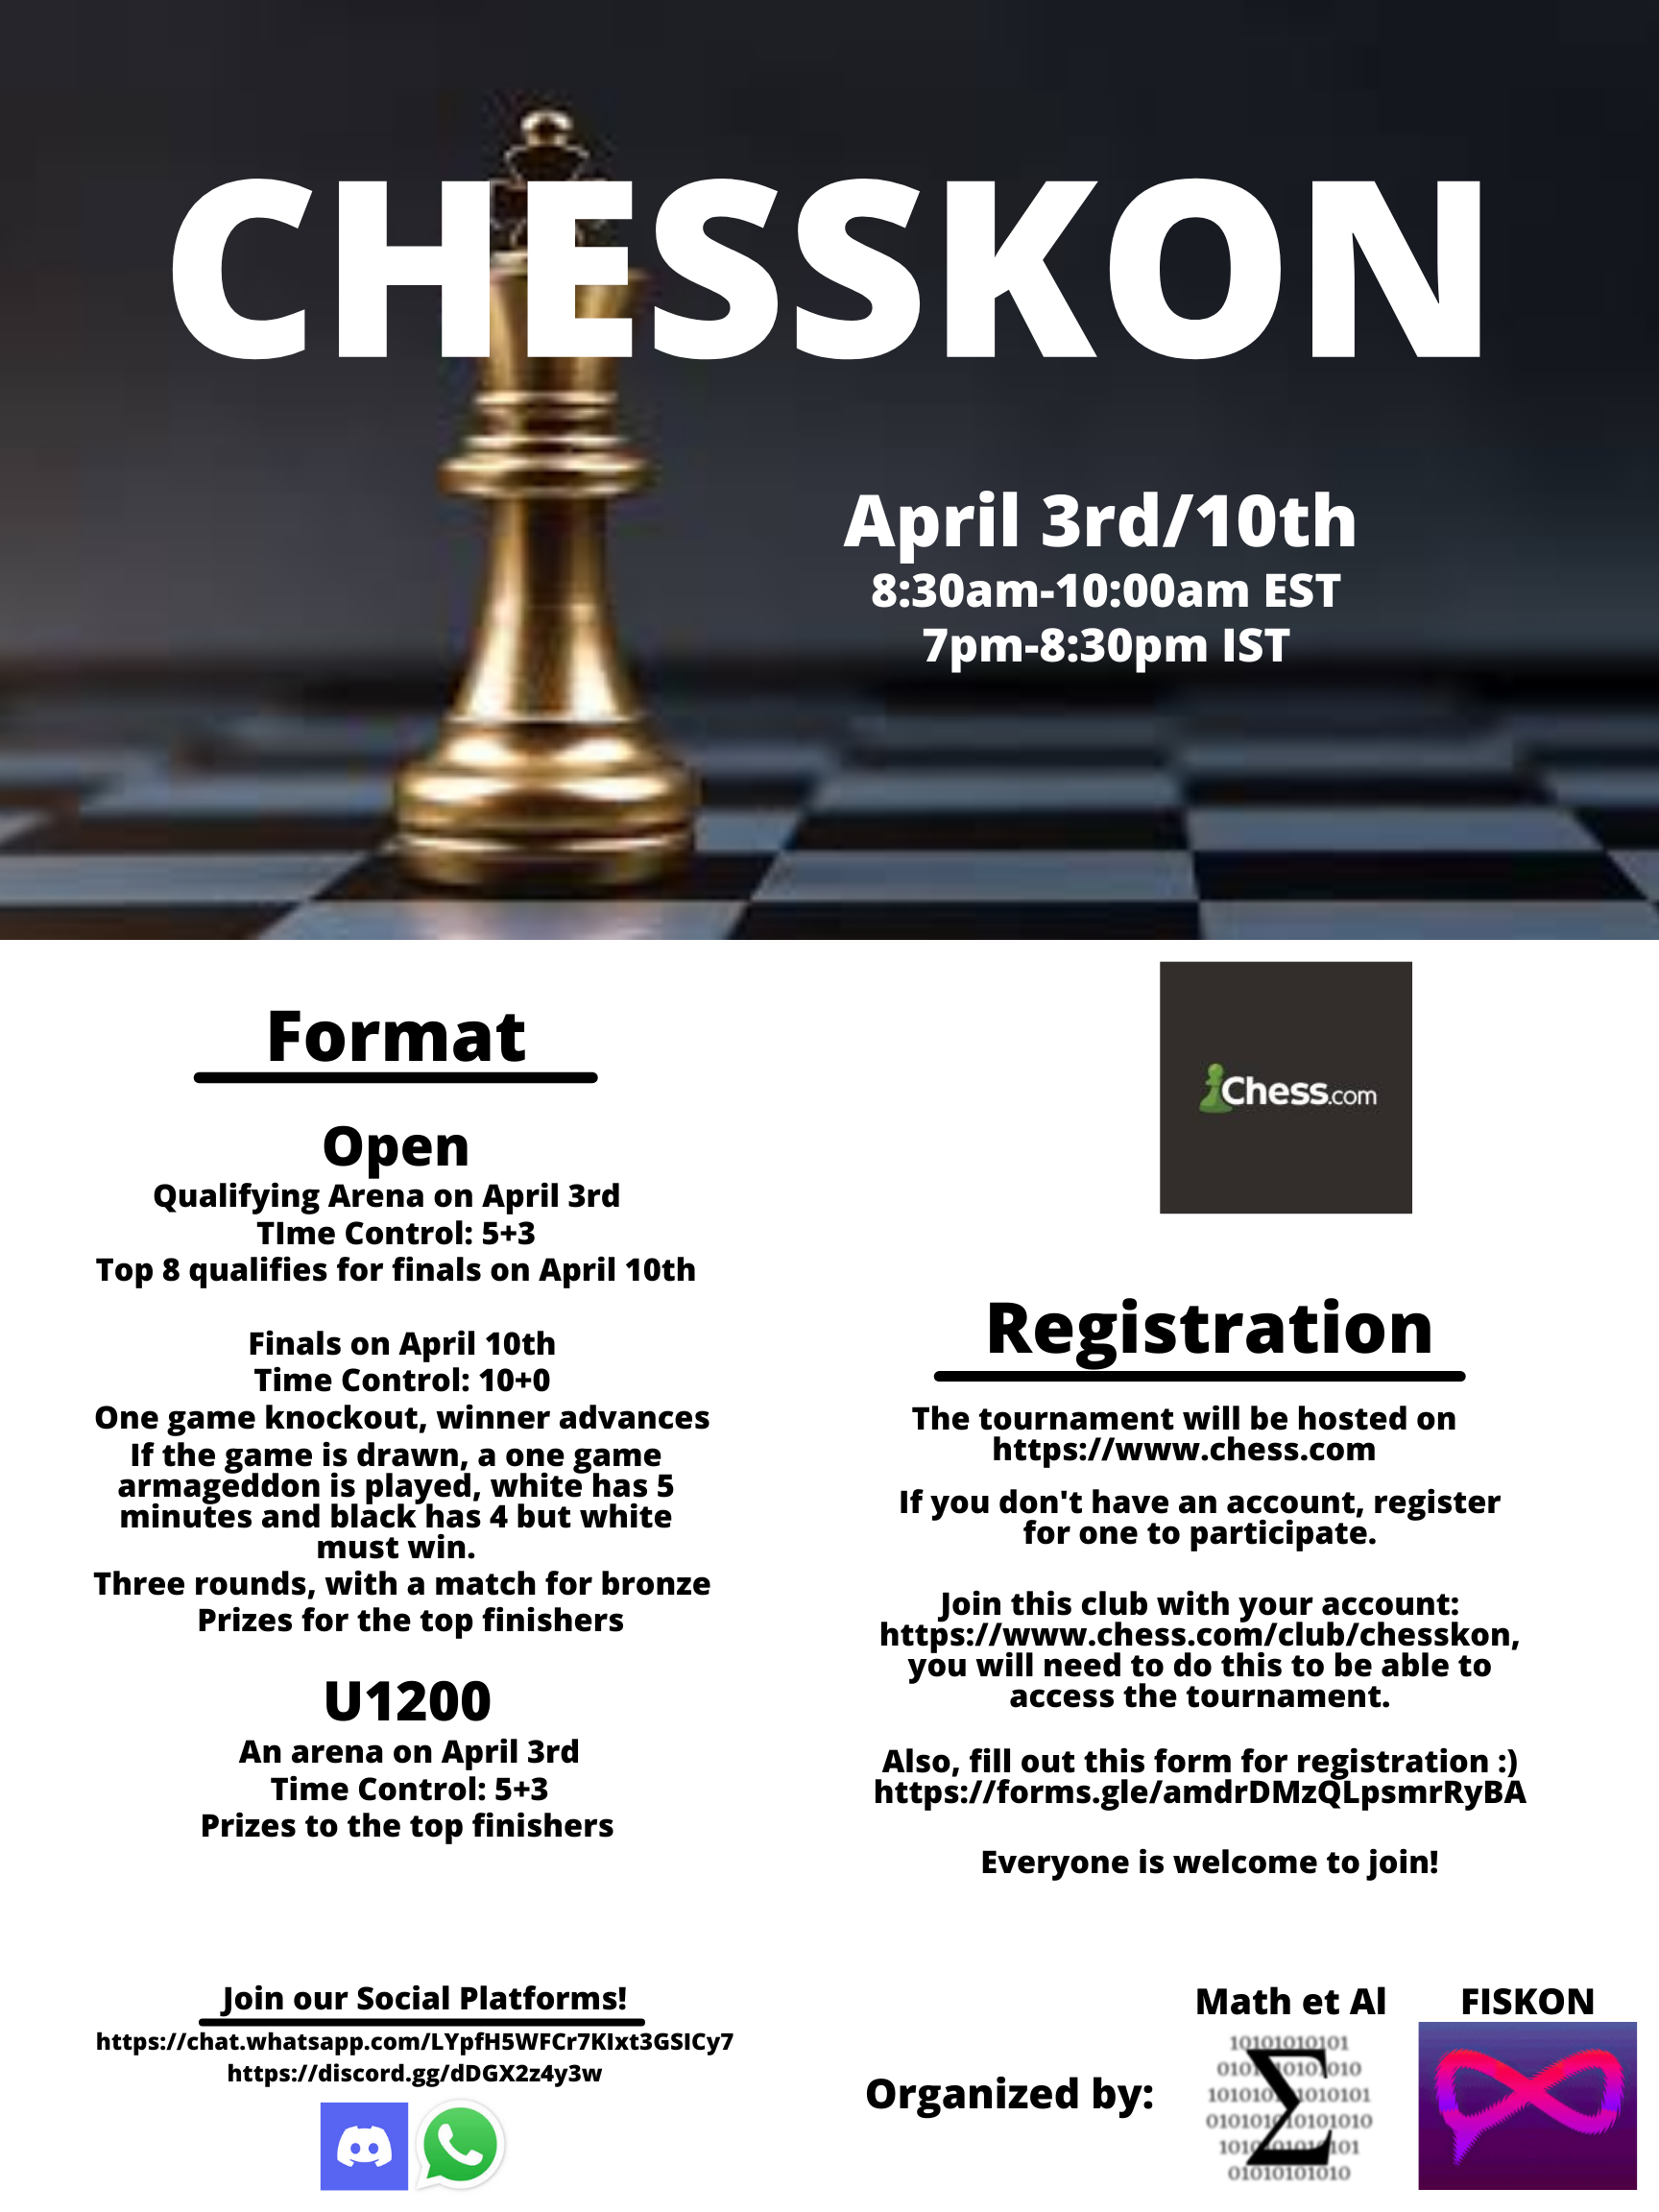 CHESSKON
April 3rd/10th
8:30am-10:00am EST
7pm-8:30pm IST
Format
Open
Qualifying Arena on April 3rd
TIme Control: 5+3
Top 8 qualifies for finals on April 10th
Finals on April 10th
Time Control: 10+0
One game knockout, winner advances
If the game is drawn, a one game
armageddon is played, white has 5
minutes and black has 4 but white
must win.
Three rounds, with a match for bronze
Prizes for the top finishers
U1200
An arena on April 3rd
Time Control: 5+3
Prizes to the top finishers
Chess.com
Registration
The tournament will be hosted on
https://www.chess.com
If you don't have an account, register
for one to participate.
Join this club with your account:
https://www.chess.com/club/chesskon,
you will need to do this to be able to
access the tournament.
Also, fill out this form for registration :)
https://forms.gle/amdrDMzQLpsmrRyBA
Everyone is welcome to join!
Join our Social Platforms!
https://chat.whatsapp.com/LYpfH5WFCr7KIxt3GSICy7
https://discord.gg/dDGX2z4y3w
Organized by:
Math et Al
FISKON
10101010101
Σ
01010101010